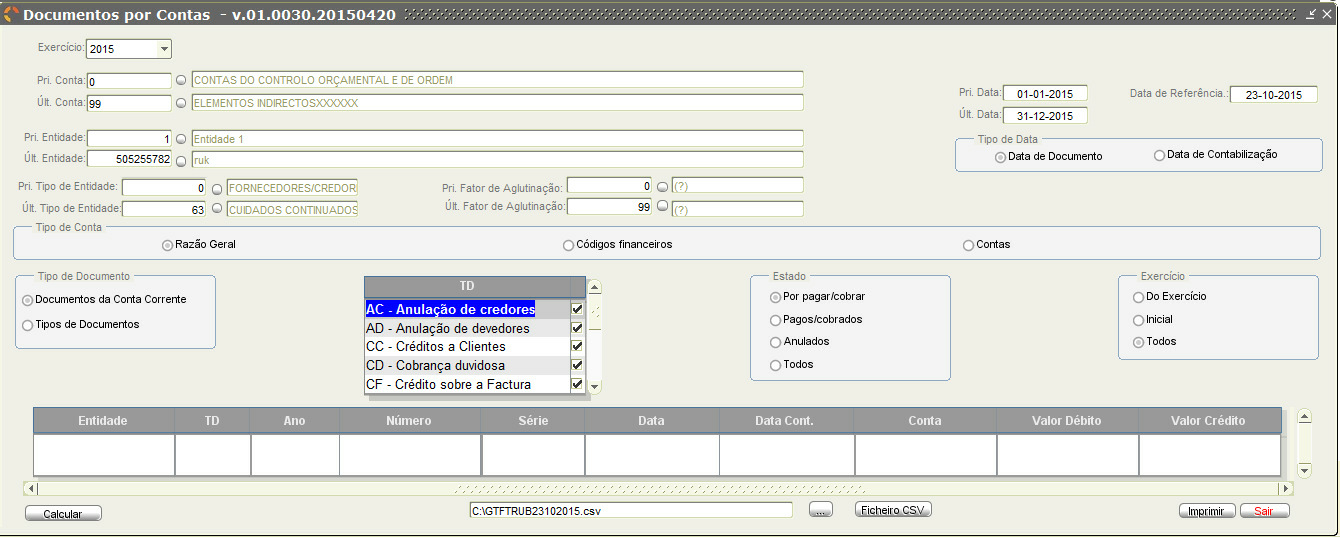 Documentos por Contas - v.01.0030.20150420
Exercício: 2015
Pri. Conta: 0 CONTAS DO CONTROLO ORÇAMENTAL E DE ORDEM
Últ. Conta: 99 ELEMENTOS INDIRECTOSXXXXXX
Pri. Data: 01-01-2015 Data de Referência.: 23-10-2015
Últ. Data: 31-12-2015
Pri. Entidade: 1 Entidade 1
Últ. Entidade: 505255782 ruk
Tipo de Data
Data de Documento Data de Contabilização
Pri. Tipo de Entidade: 0 FORNECEDORES/CREDORI Pri. Fator de Aglutinação: 0 (?)
Últ. Tipo de Entidade: 63 CUIDADOS CONTINUADOS Últ. Fator de Aglutinação: 99 (?)
Tipo de Conta
Razão Geral Códigos financeiros Contas
Tipo de Documento
Documentos da Conta Corrente
Tipos de Documentos
TD
AC - Anulação de credores
AD - Anulação de devedores
CC - Créditos a Clientes
CD - Cobrança duvidosa
CF - Crédito sobre a Factura
Estado
Por pagar/cobrar
Pagos/cobrados
Anulados
Todos
Exercício
Do Exercício
Inicial
Todos
Entidade TD Ano Número Série Data Data Cont. Conta Valor Débito Valor Crédito
Calcular C:\GTFTRUB23102015.csv ... Ficheiro CSV Imprimir Sair